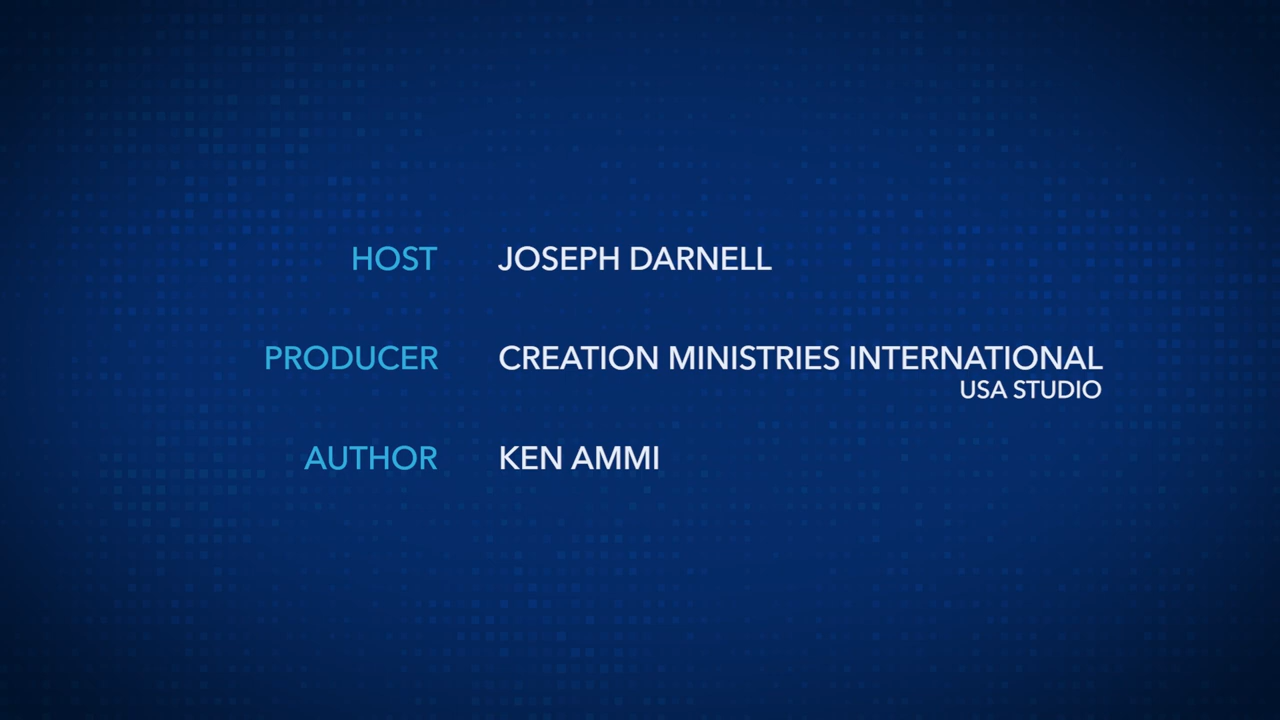 HOST JOSEPH DARNELL
PRODUCER CREATION MINISTRIES INTERNATIONAL
USA STUDIO
AUTHOR KEN AMMI